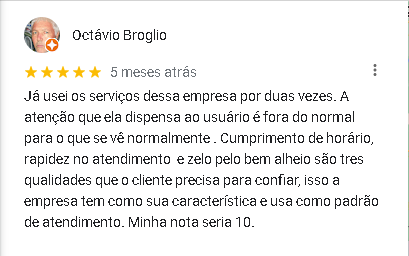 Octávio Broglio
5 meses atrás
Já usei os serviços dessa empresa por duas vezes. A
atenção que ela dispensa ao usuário é fora do normal
para o que se vê normalmente . Cumprimento de horário,
rapidez no atendimento e zelo pelo bem alheio são tres
qualidades que o cliente precisa para confiar, isso a
empresa tem como sua característica e usa como padrão
de atendimento. Minha nota seria 10.